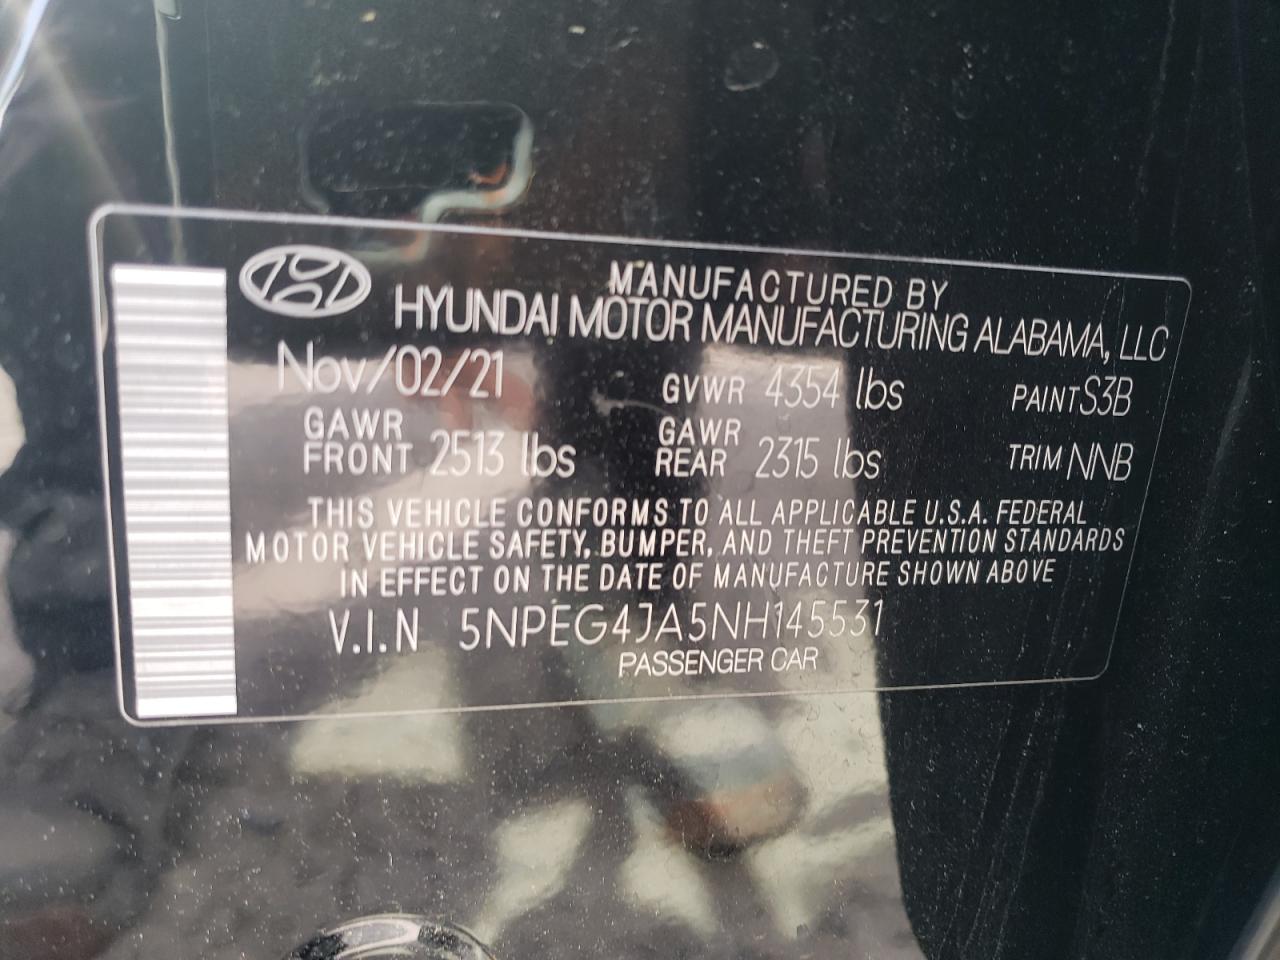 MANUFACTURED BY
HYUNDAI MOTOR MANUFACTURING ALABAMA, LLC
Nov/02/21 GVWR 4354 lbs PAINT S3B
GAWR FRONT 2513 lbs GAWR REAR 2315 lbs TRIM NNB
THIS VEHICLE CONFORMS TO ALL APPLICABLE U.S.A. FEDERAL
MOTOR VEHICLE SAFETY, BUMPER, AND THEFT PREVENTION STANDARDS
IN EFFECT ON THE DATE OF MANUFACTURE SHOWN ABOVE
V.I.N 5NPEG4JA5NH145531
PASSENGER CAR